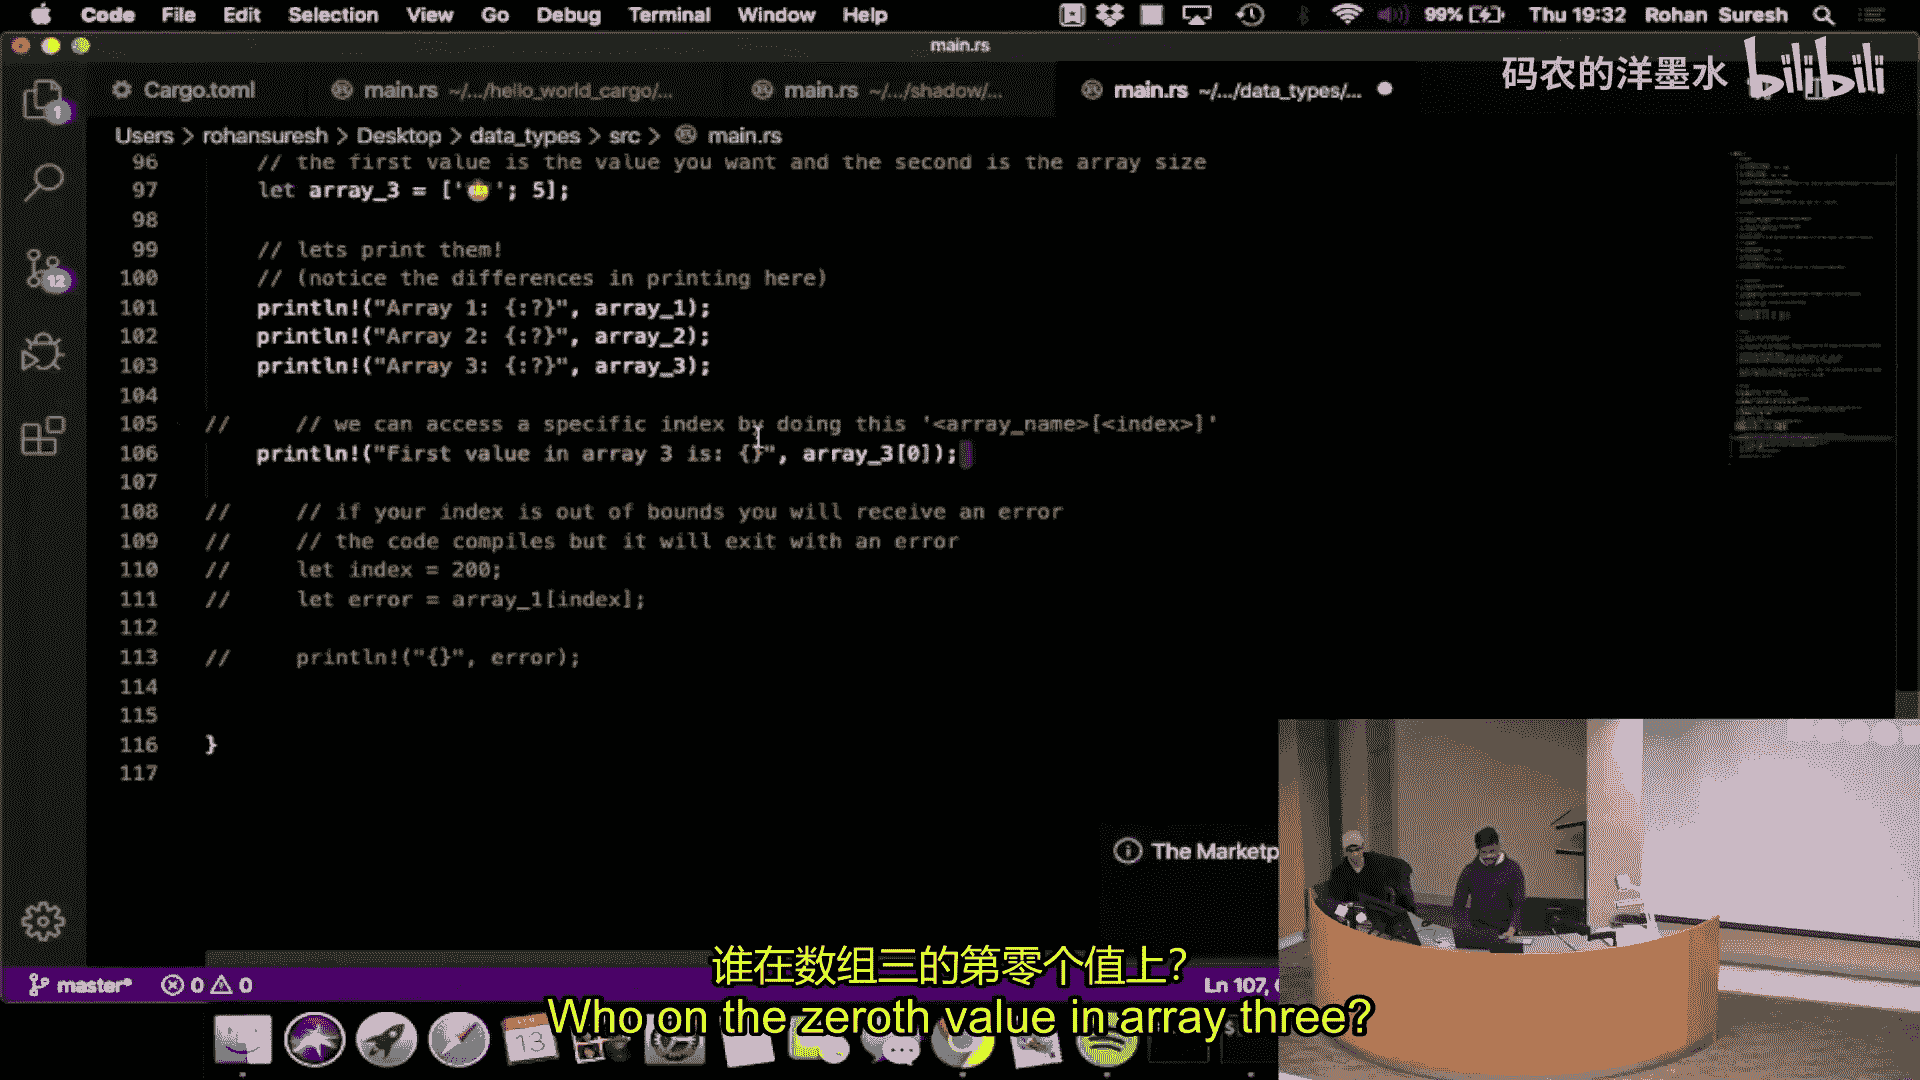 Code File Edit Selection View Go Debug Terminal Window Help 99% Thu 19:32 Rohan Suresh
main.rs
码农的洋墨水 bilibili
Cargo.toml main.rs ~/.../hello_world_cargo/... main.rs ~/.../shadow/... main.rs ~/.../data_types/...
1
Users > rohansuresh > Desktop > data_types > src > main.rs
96 // the first value is the value you want and the second is the array size
97 let array_3 = ['😷'; 5];
98
99 // lets print them!
100 // (notice the differences in printing here)
12
101 println!("Array 1: {:?}", array_1);
102 println!("Array 2: {:?}", array_2);
103 println!("Array 3: {:?}", array_3);
104
105 // // we can access a specific index by doing this '<array_name>[<index>]'
106 println!("First value in array 3 is: {}", array_3[0]);
107
108 // // if your index is out of bounds you will receive an error
109 // // the code compiles but it will exit with an error
110 // let index = 200;
111 // let error = array_1[index];
112
113 // println!("{}", error);
114
115
116 }
117
The Marketp
谁在数组三的第零个值上?
master* 0 0 Ln 107,
Who on the zeroth value in array three?
13